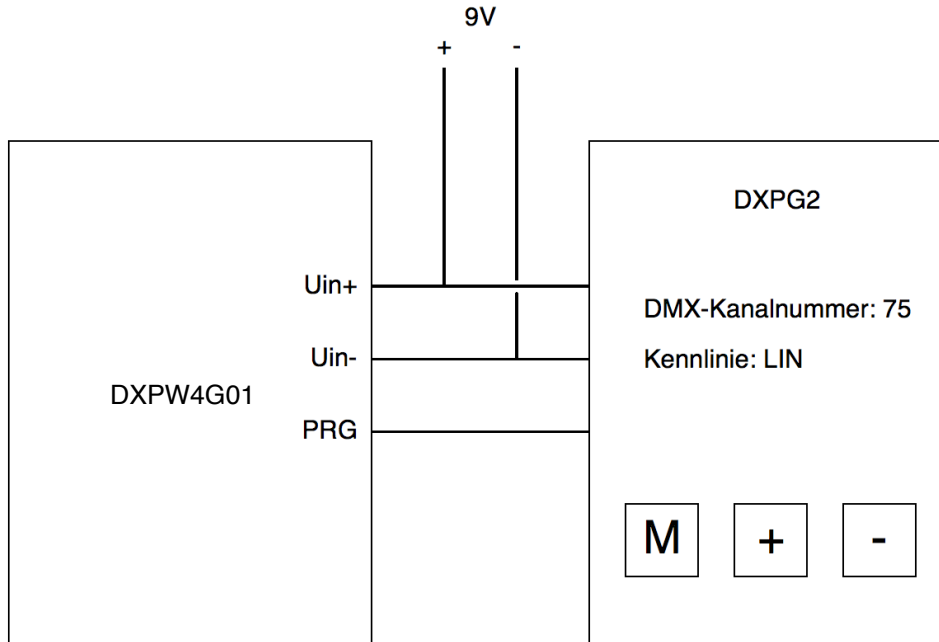 9V
+ -
DXPG2
Uin+
DMX-Kanalnummer: 75
Uin-
Kennlinie: LIN
DXPW4G01
PRG
M + -